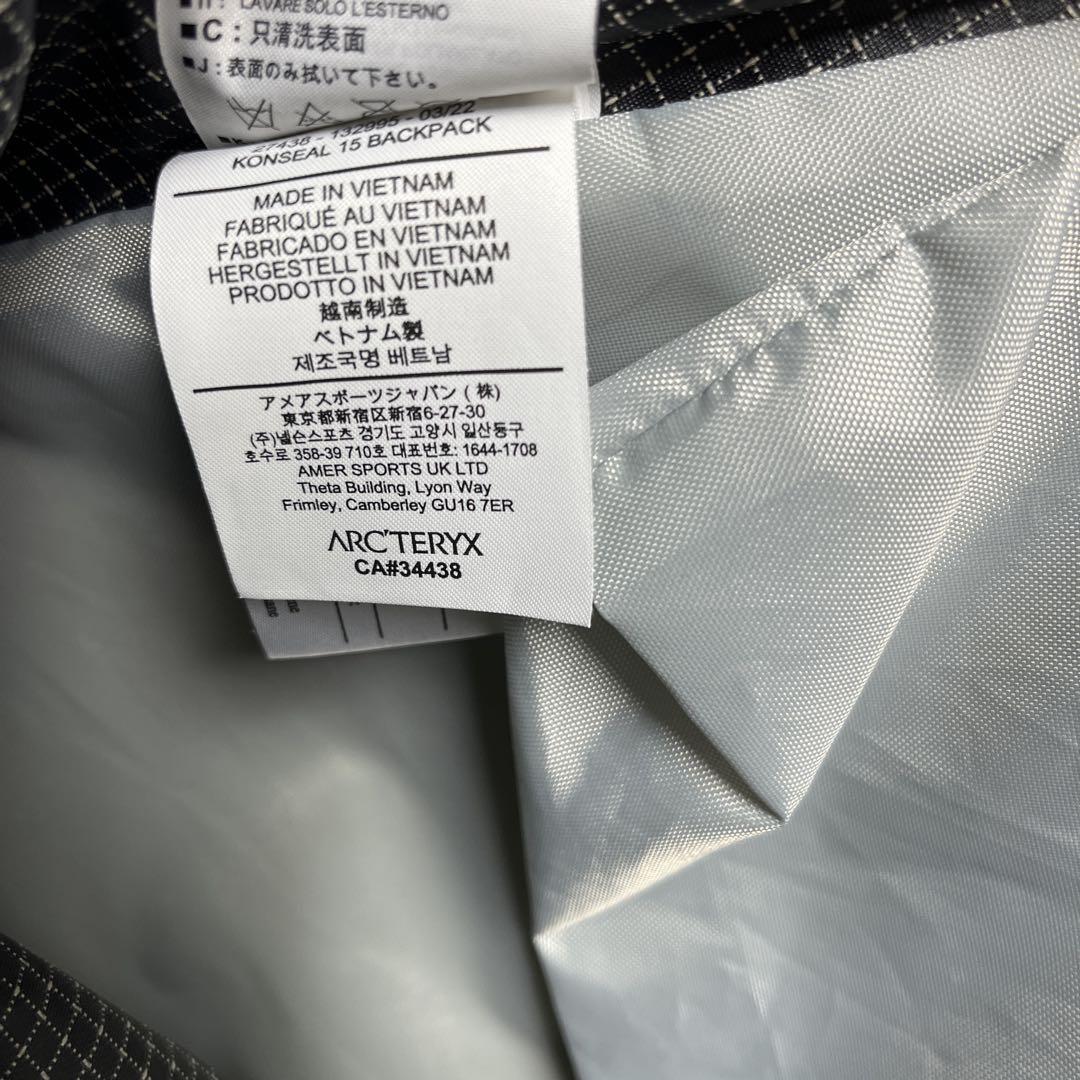 LAVARE SOLO L'ESTERNO
■C：只清洗表面
■J：表面のみ拭いて下さい。
27438 - 132995 - 03/22
KONSEAL 15 BACKPACK
MADE IN VIETNAM
FABRIQUÉ AU VIETNAM
FABRICADO EN VIETNAM
HERGESTELLT IN VIETNAM
PRODOTTO IN VIETNAM
越南制造
ベトナム製
제조국명 베트남
アメアスポーツジャパン（株）
東京都新宿区新宿6-27-30
(주)넬슨스포츠 경기도 고양시 일산동구
호수로 358-39 710호 대표번호: 1644-1708
AMER SPORTS UK LTD
Theta Building, Lyon Way
Frimley, Camberley GU16 7ER
ARC'TERYX
CA#34438